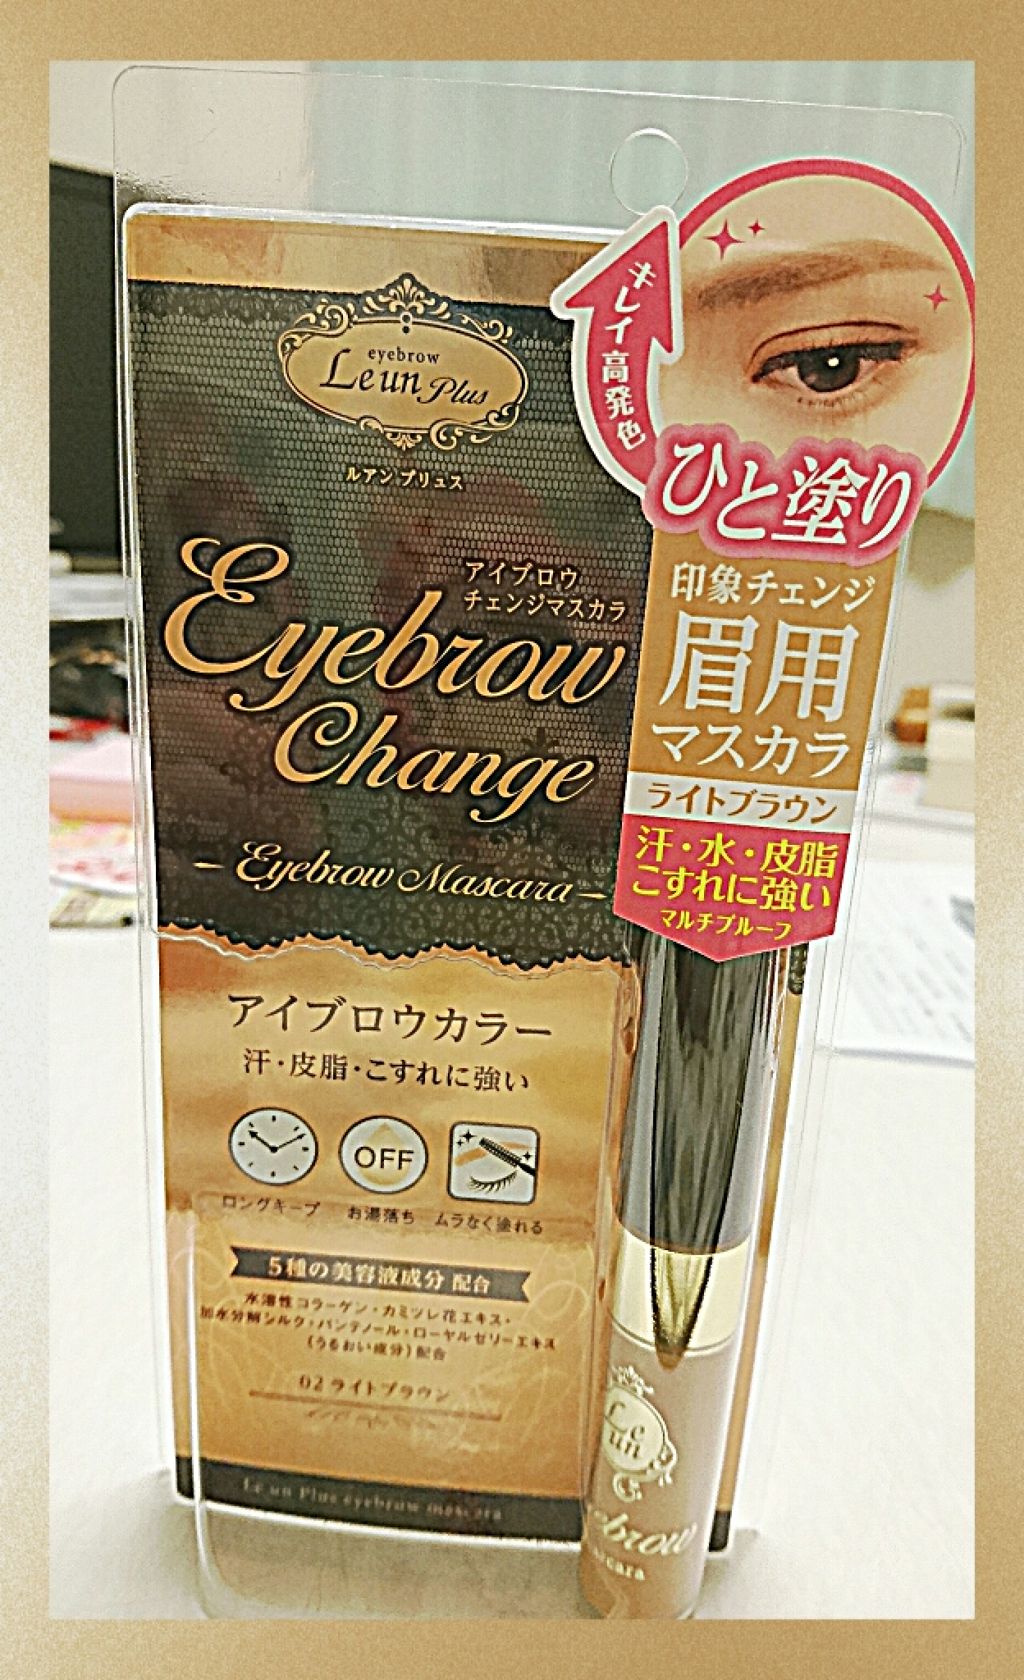 キレイ高発色
ひと塗り
印象チェンジ
眉用
マスカラ
ライトブラウン
汗・水・皮脂
こすれに強い
マルチプルーフ
eyebrow
Le un Plus
ルアン プリュス
アイブロウ
チェンジマスカラ
Eyebrow
Change
- Eyebrow Mascara -
アイブロウカラー
汗・皮脂・こすれに強い
OFF
ロングキープ お湯落ち ムラなく塗れる
5種の美容液成分 配合
水溶性コラーゲン・カミツレ花エキス・
加水分解シルク・パンテノール・ローヤルゼリーエキス
(うるおい成分)配合
02 ライトブラウン
Le un Plus eyebrow mascara
Le
un
ebrow
cara